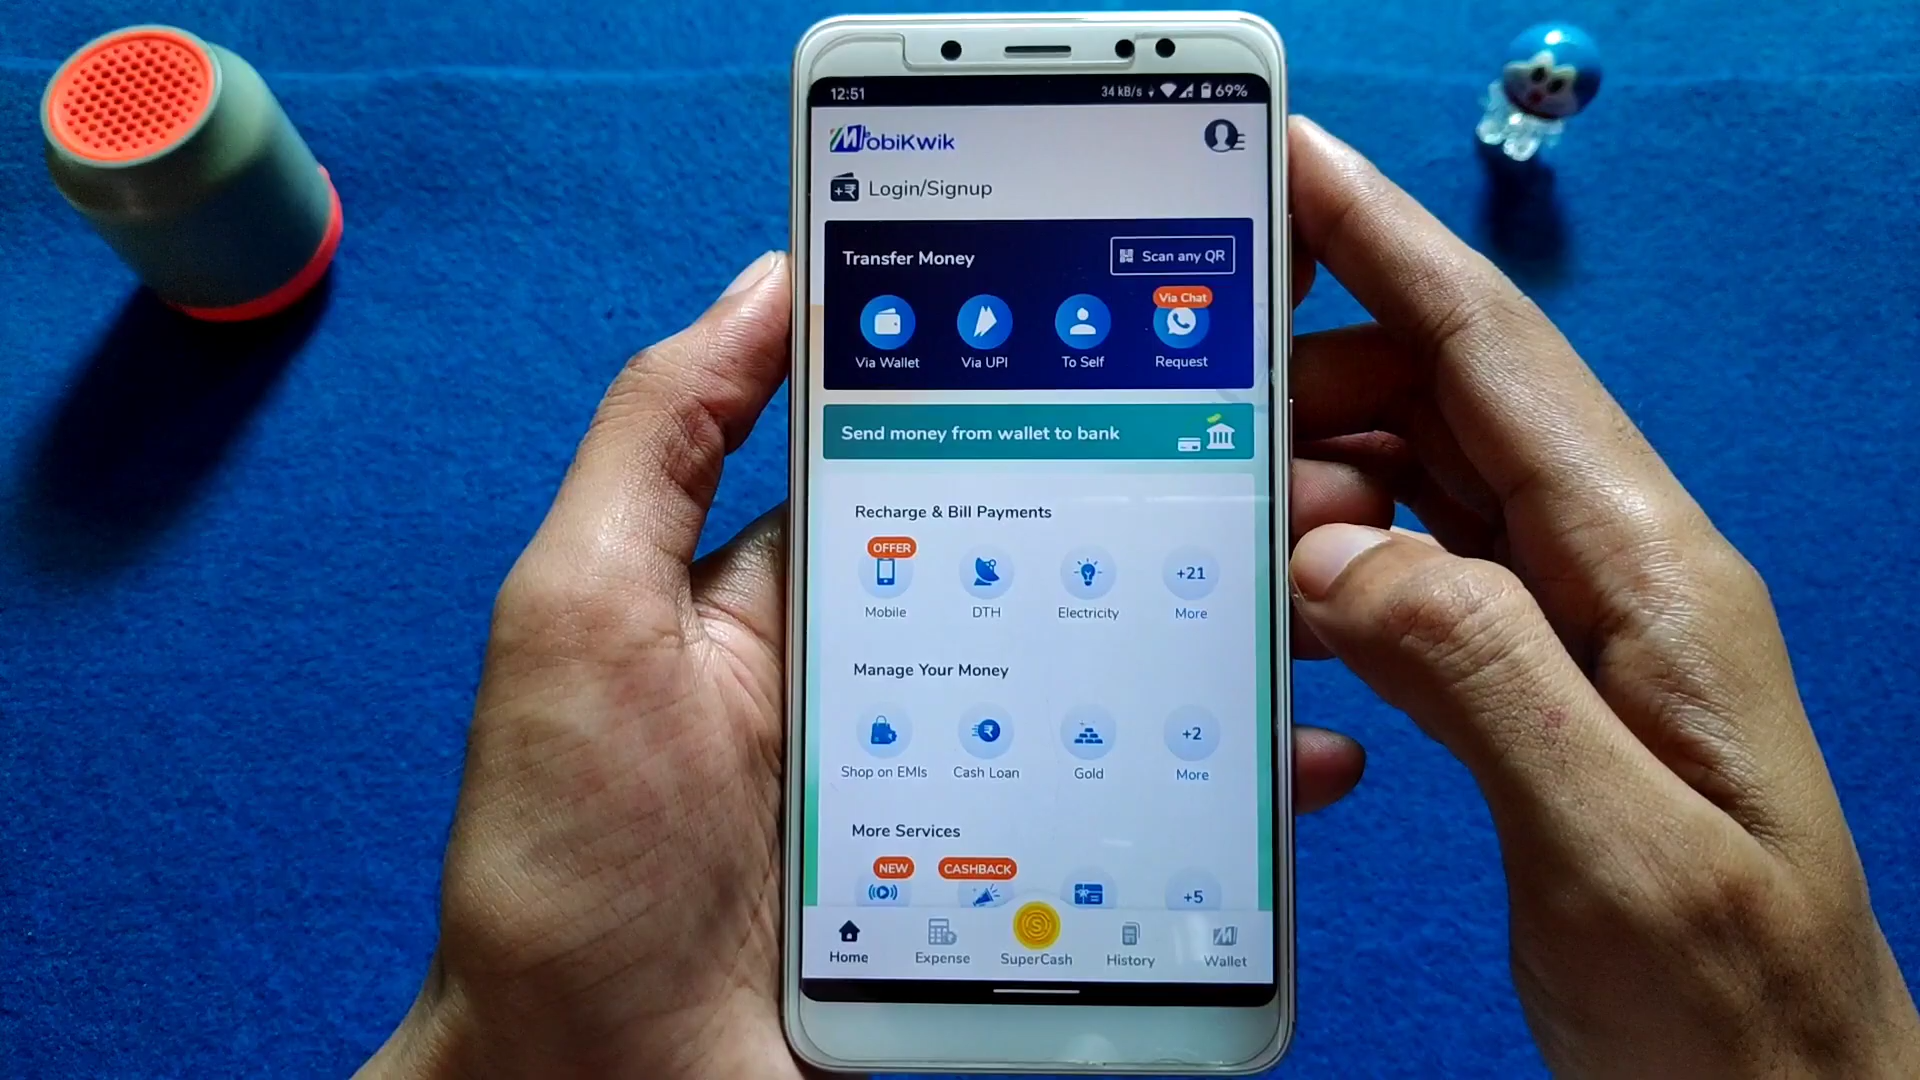 12:51 34 kB/s 69%
MobiKwik
Login/Signup
Transfer Money
Scan any QR
Via Chat
Via Wallet Via UPI To Self Request
Send money from wallet to bank
Recharge & Bill Payments
OFFER
+21
Mobile DTH Electricity More
Manage Your Money
+2
Shop on EMIs Cash Loan Gold More
More Services
NEW CASHBACK
+5
Home Expense SuperCash History Wallet